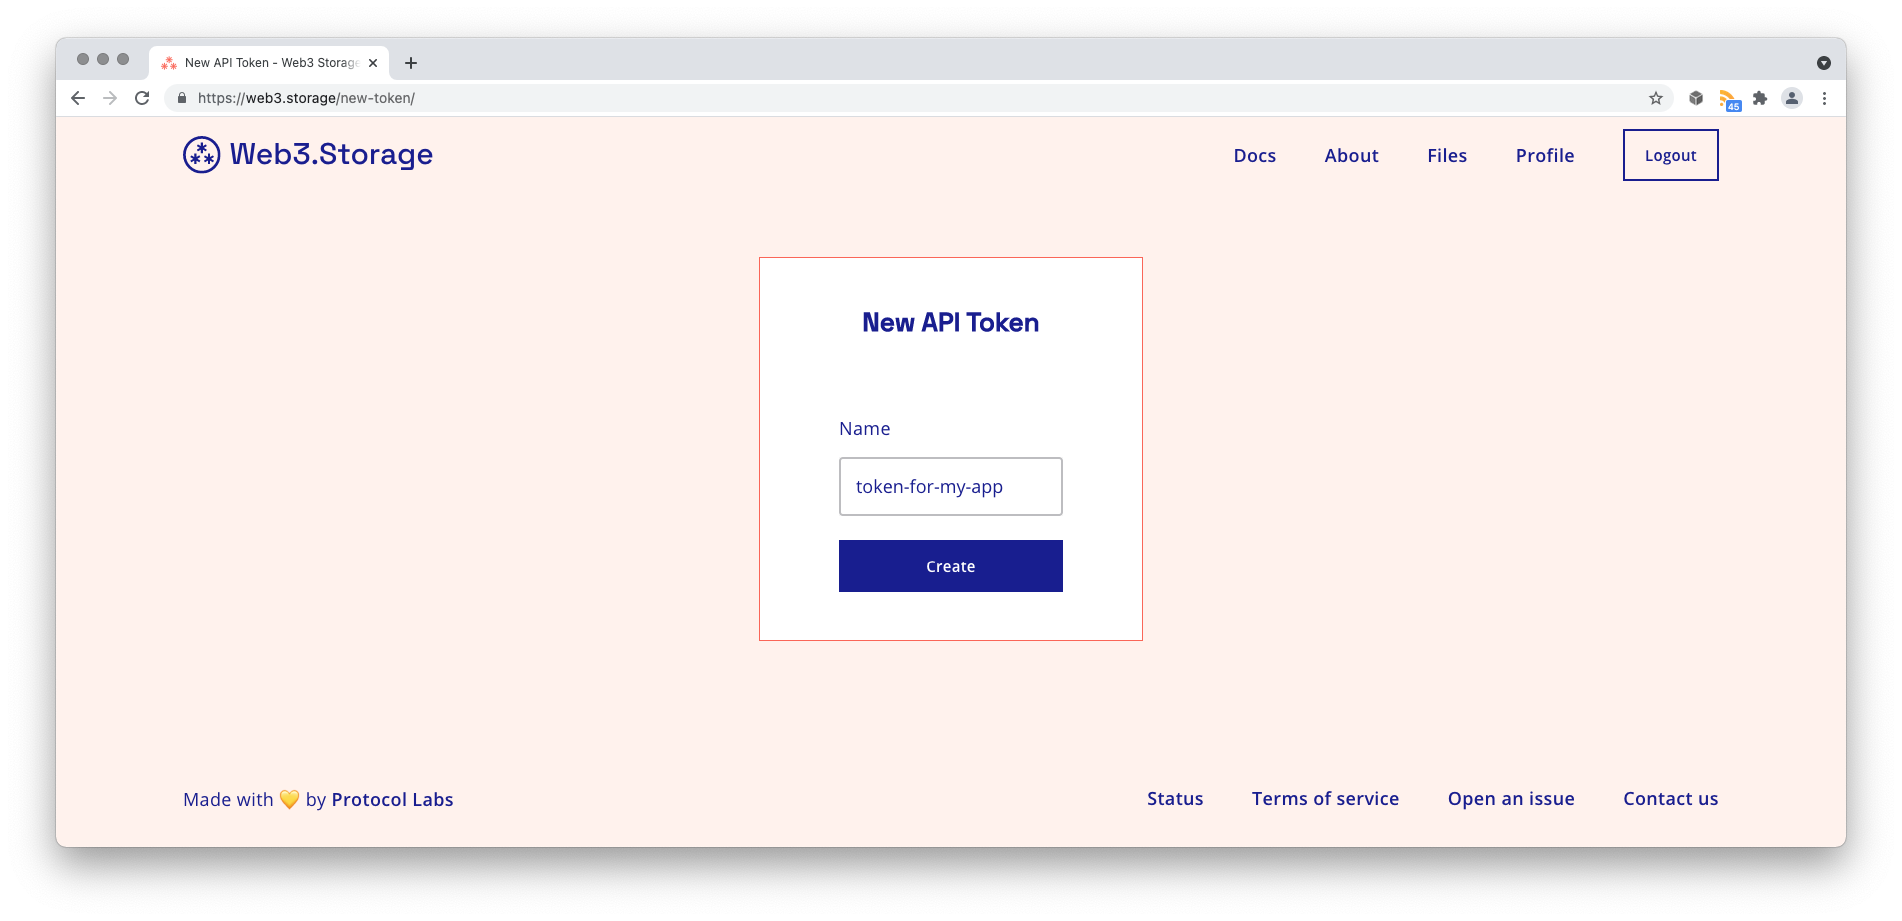 New API Token - Web3 Storage
https://web3.storage/new-token/
45
Web3.Storage
Docs
About
Files
Profile
Logout
New API Token
Name
token-for-my-app
Create
Made with 💛 by Protocol Labs
Status
Terms of service
Open an issue
Contact us